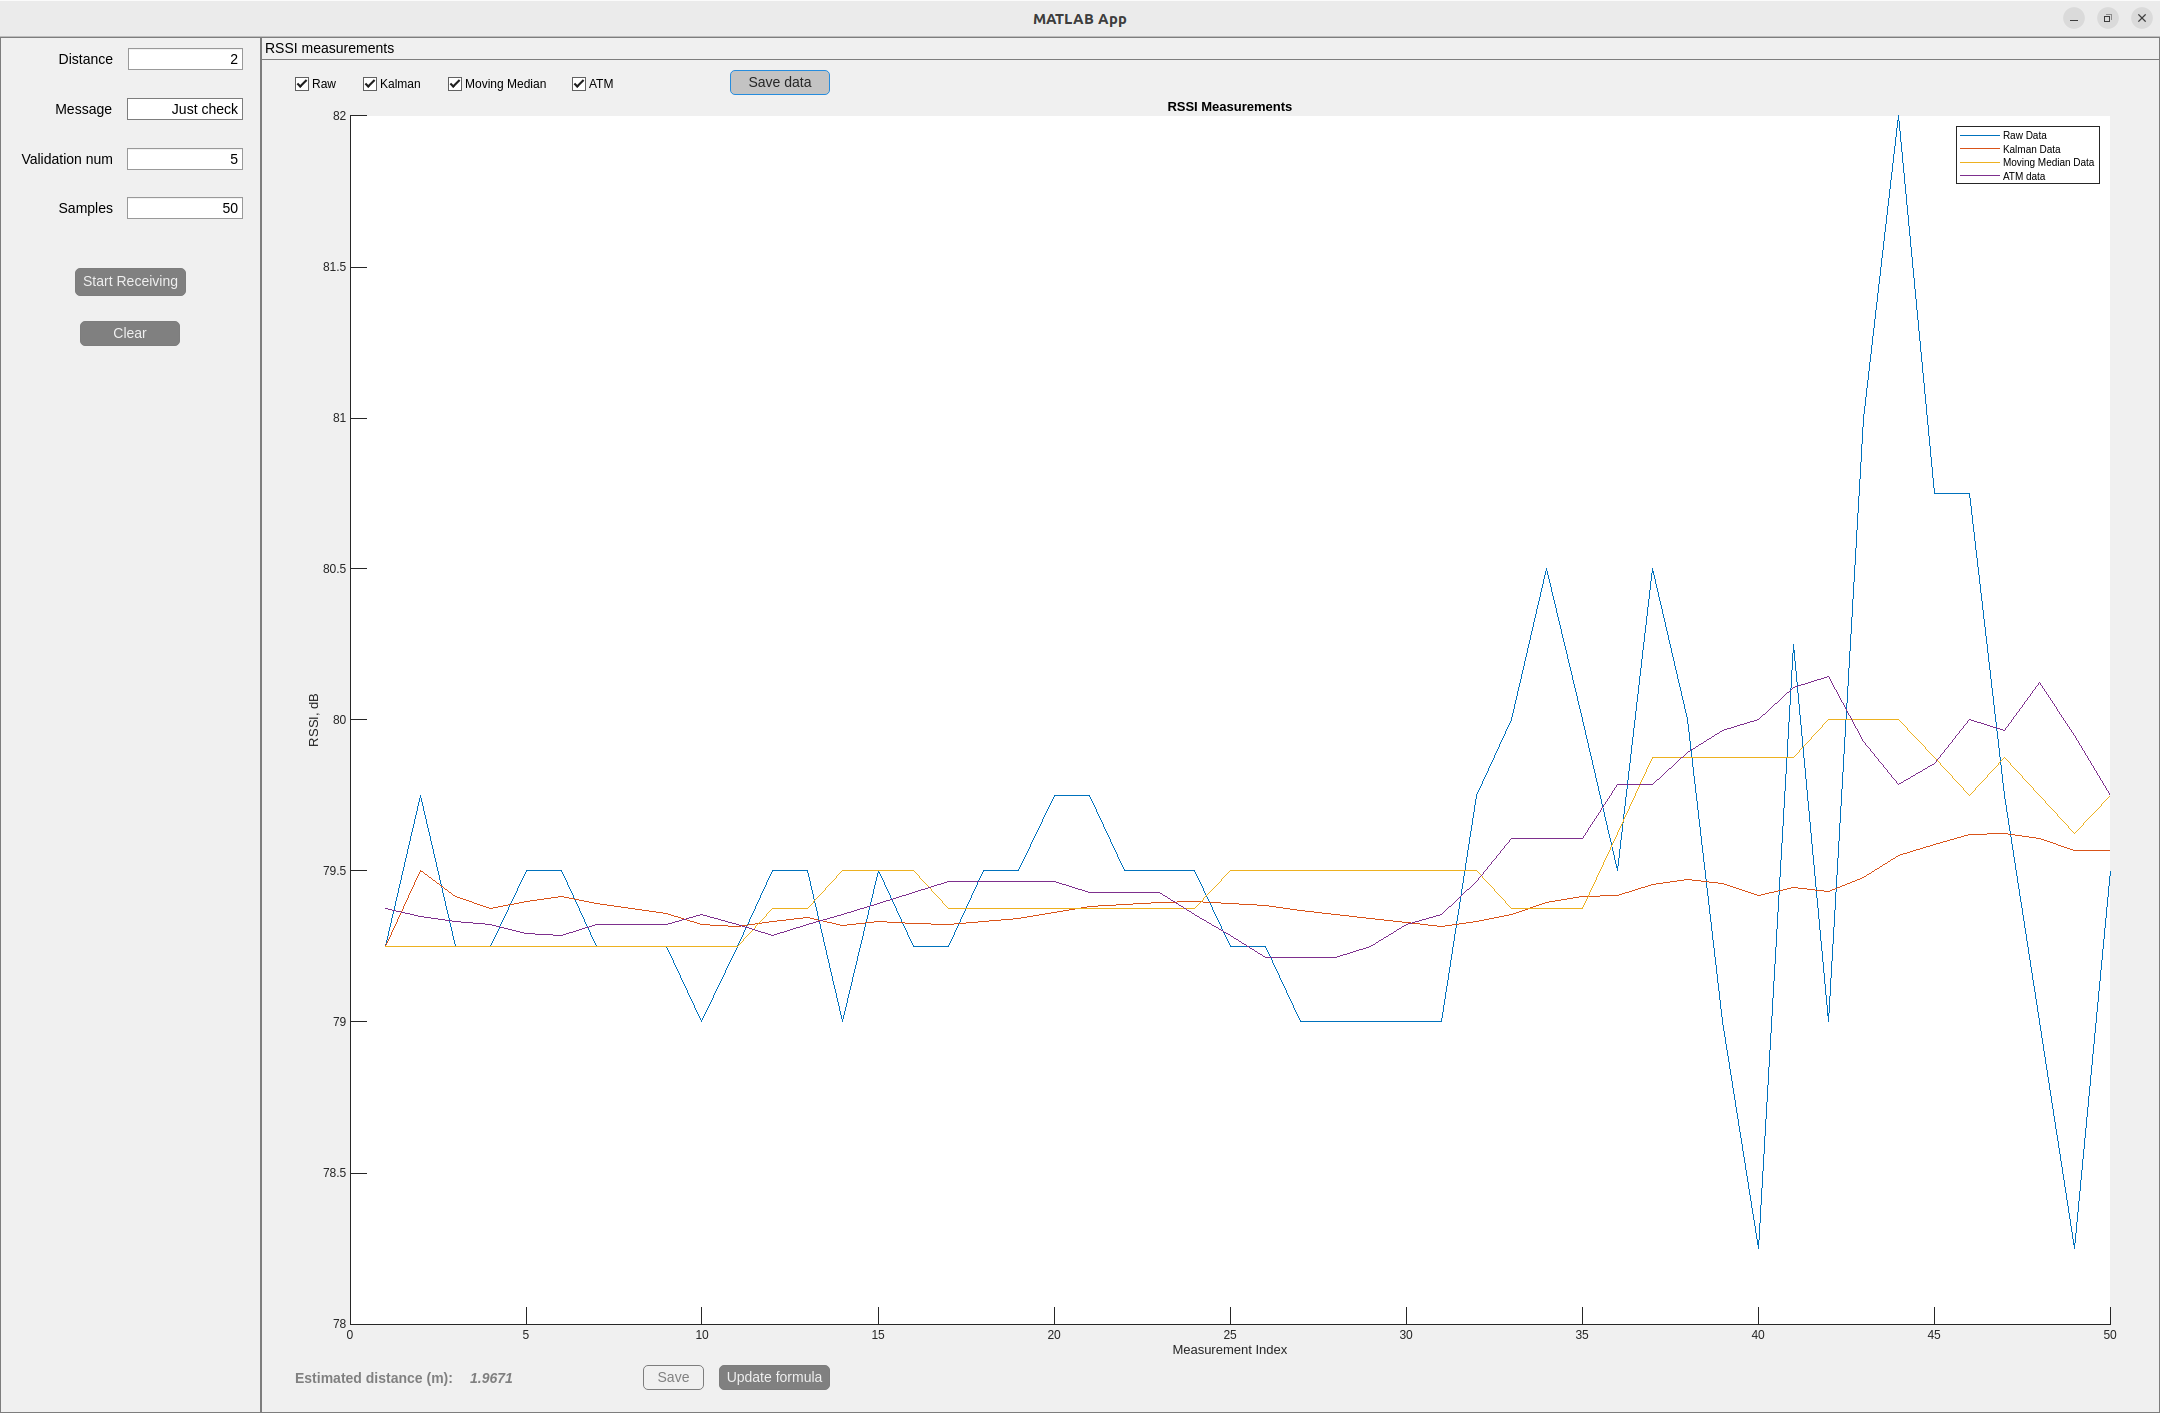 MATLAB App
Distance 2
Message Just check
Validation num 5
Samples 50
Start Receiving
Clear
RSSI measurements
Raw Kalman Moving Median ATM Save data
RSSI Measurements
Raw Data
Kalman Data
Moving Median Data
ATM data
82
81.5
81
80.5
80
79.5
79
78.5
78
RSSI, dB
0 5 10 15 20 25 30 35 40 45 50
Measurement Index
Estimated distance (m): 1.9671 Save Update formula